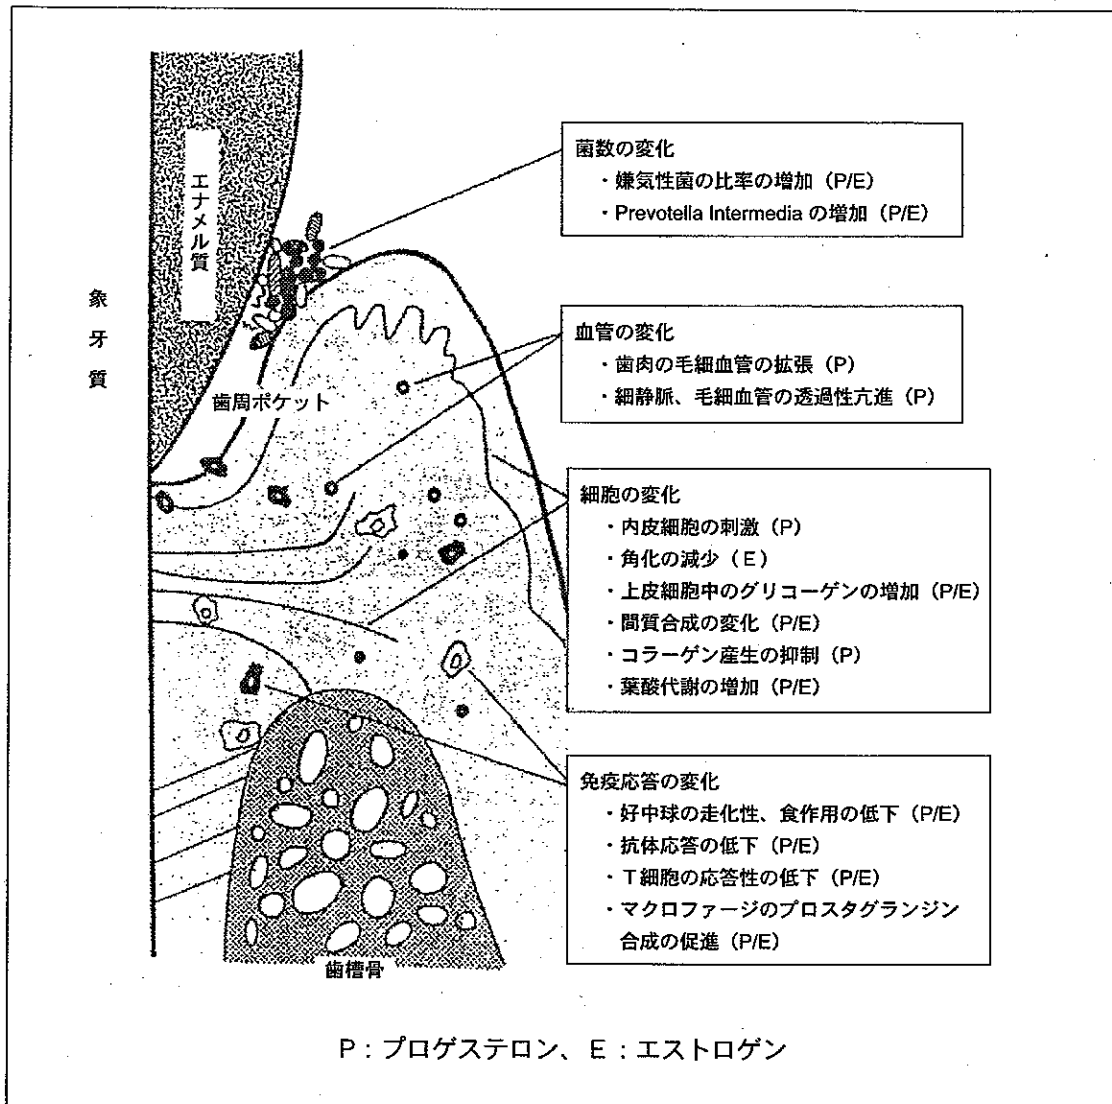 エナメル質
象牙質
歯周ポケット
歯槽骨
菌数の変化
・嫌気性菌の比率の増加（P/E）
・Prevotella Intermedia の増加（P/E）
血管の変化
・歯肉の毛細血管の拡張（P）
・細静脈、毛細血管の透過性亢進（P）
細胞の変化
・内皮細胞の刺激（P）
・角化の減少（E）
・上皮細胞中のグリコーゲンの増加（P/E）
・間質合成の変化（P/E）
・コラーゲン産生の抑制（P）
・葉酸代謝の増加（P/E）
免疫応答の変化
・好中球の走化性、食作用の低下（P/E）
・抗体応答の低下（P/E）
・T細胞の応答性の低下（P/E）
・マクロファージのプロスタグランジン
合成の促進（P/E）
P：プロゲステロン、E：エストロゲン